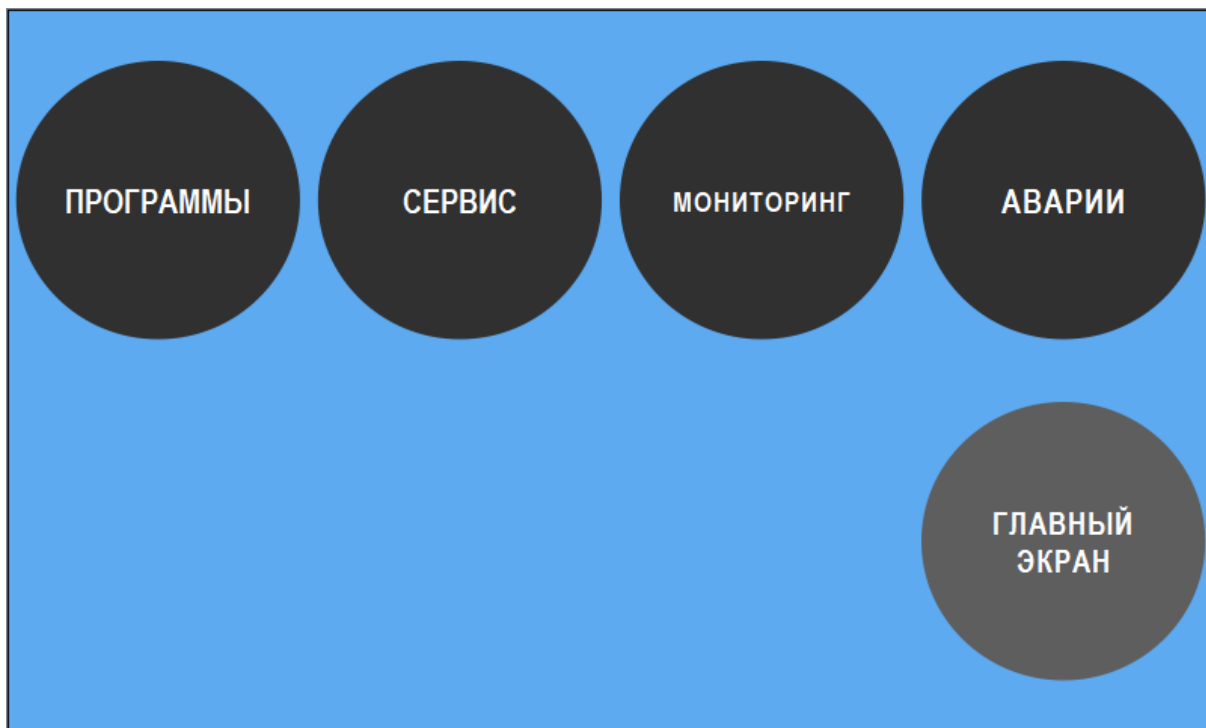 ПРОГРАММЫ
СЕРВИС
МОНИТОРИНГ
АВАРИИ
ГЛАВНЫЙ
ЭКРАН